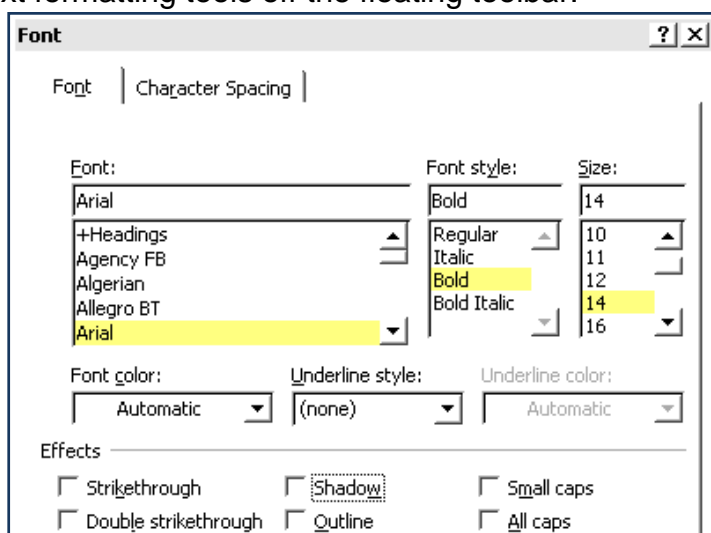 xt formatting tools off the floating toolbar.
Font ? ×
Font Character Spacing
Font: Font style: Size:
Arial Bold 14
+Headings Regular 10
Agency FB Italic 11
Algerian Bold 12
Allegro BT Bold Italic 14
Arial 16
Font color: Underline style: Underline color:
Automatic (none) Automatic
Effects
Strikethrough Shadow Small caps
Double strikethrough Outline All caps